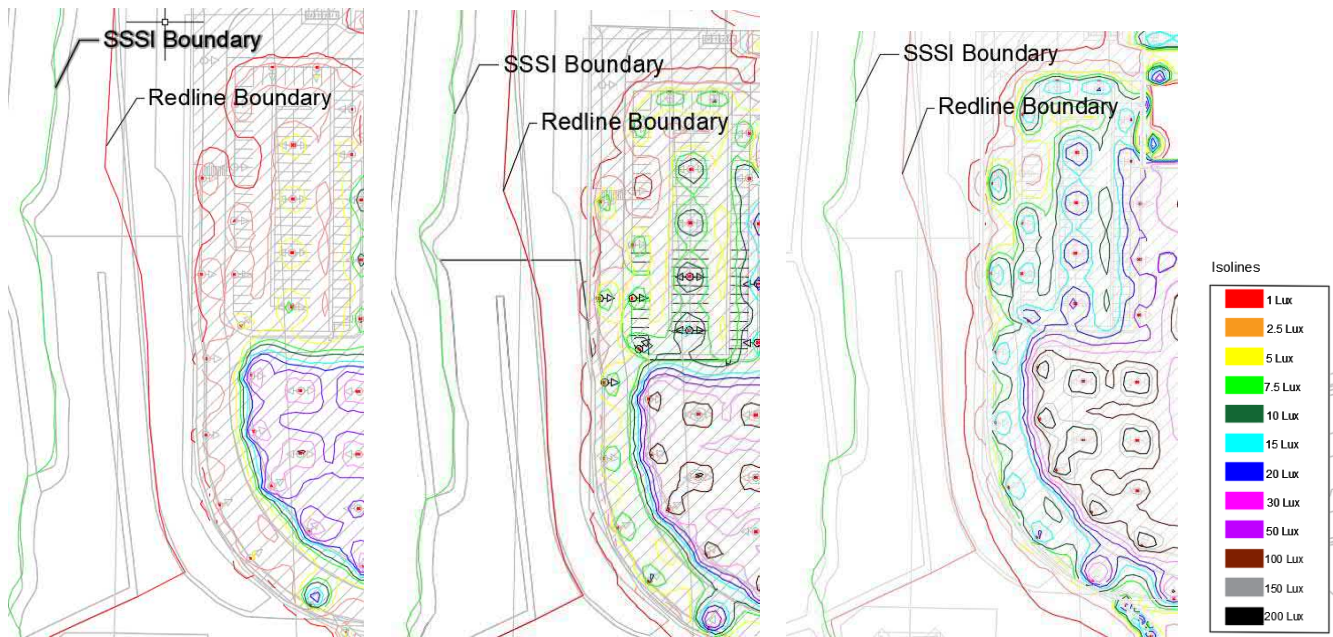 SSSI Boundary
Redline Boundary
SSSI Boundary
Redline Boundary
SSSI Boundary
Redline Boundary
Isolines
1 Lux
2.5 Lux
5 Lux
7.5 Lux
10 Lux
15 Lux
20 Lux
30 Lux
50 Lux
100 Lux
150 Lux
200 Lux